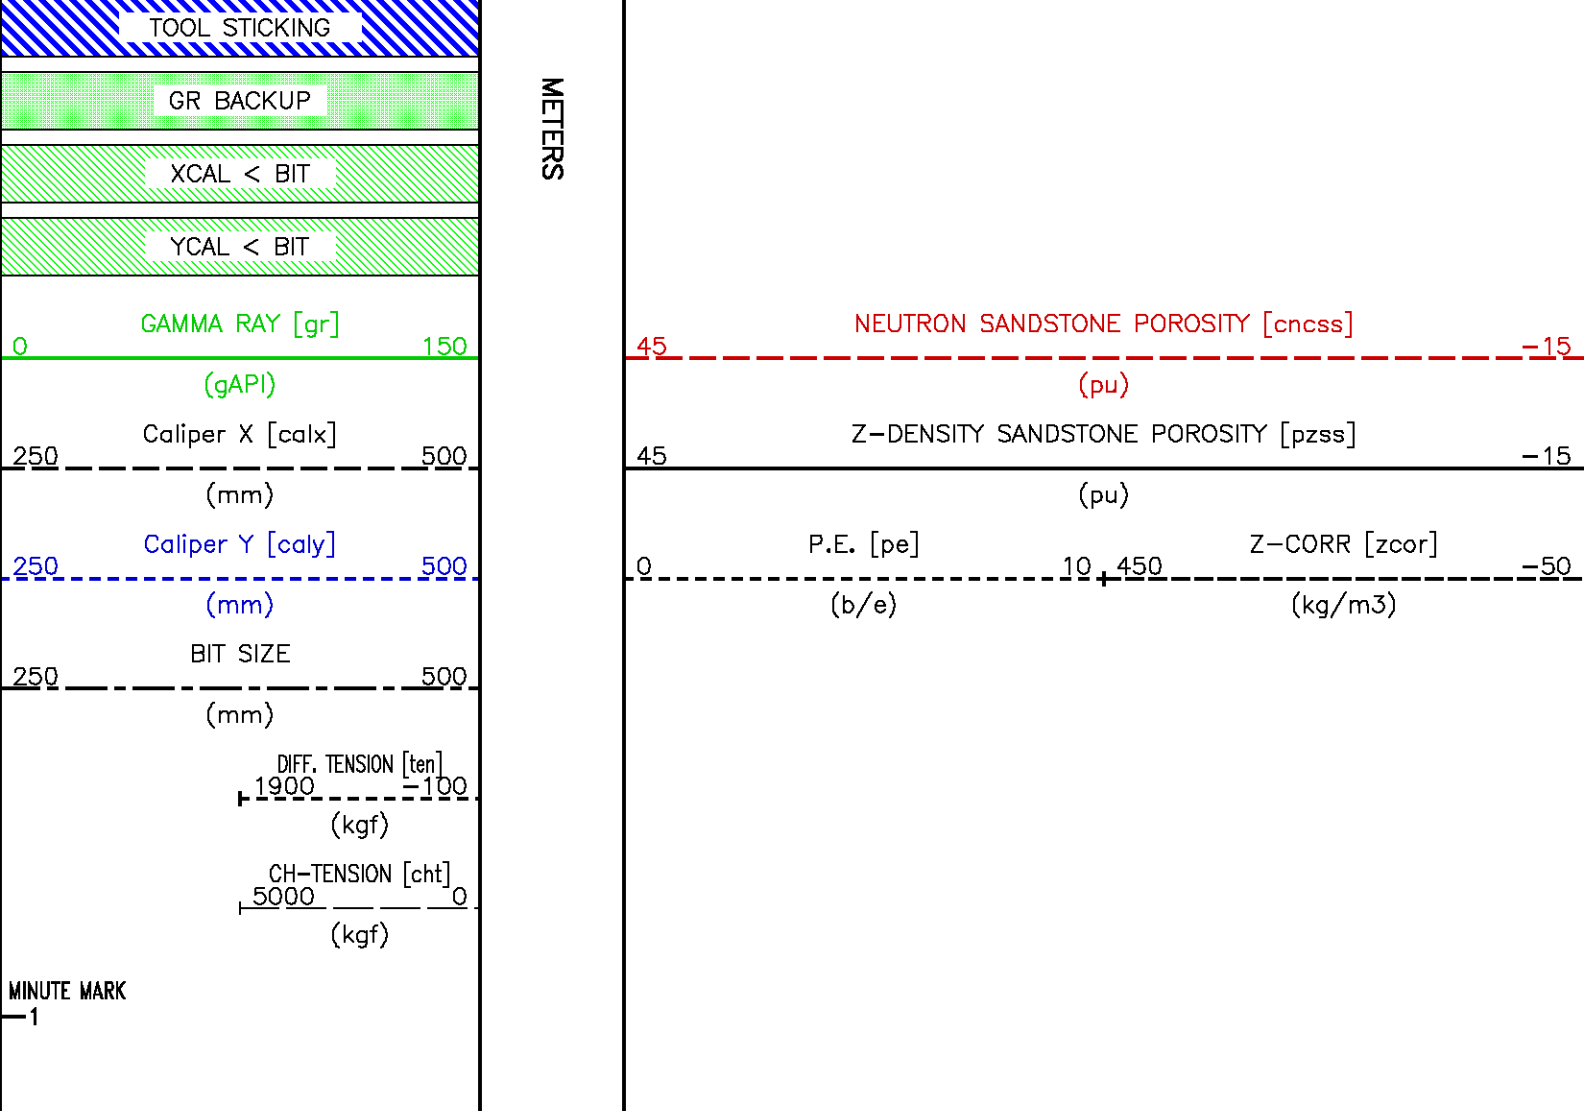 TOOL STICKING
GR BACKUP
XCAL < BIT
YCAL < BIT
METERS
GAMMA RAY [gr]
0 150
(gAPI)
Caliper X [calx]
250 500
(mm)
Caliper Y [caly]
250 500
(mm)
BIT SIZE
250 500
(mm)
DIFF. TENSION [ten]
1900 -100
(kgf)
CH-TENSION [cht]
5000 0
(kgf)
MINUTE MARK
1
NEUTRON SANDSTONE POROSITY [cncss]
45 -15
(pu)
Z-DENSITY SANDSTONE POROSITY [pzss]
45 -15
(pu)
P.E. [pe] Z-CORR [zcor]
0 10 450 -50
(b/e) (kg/m3)